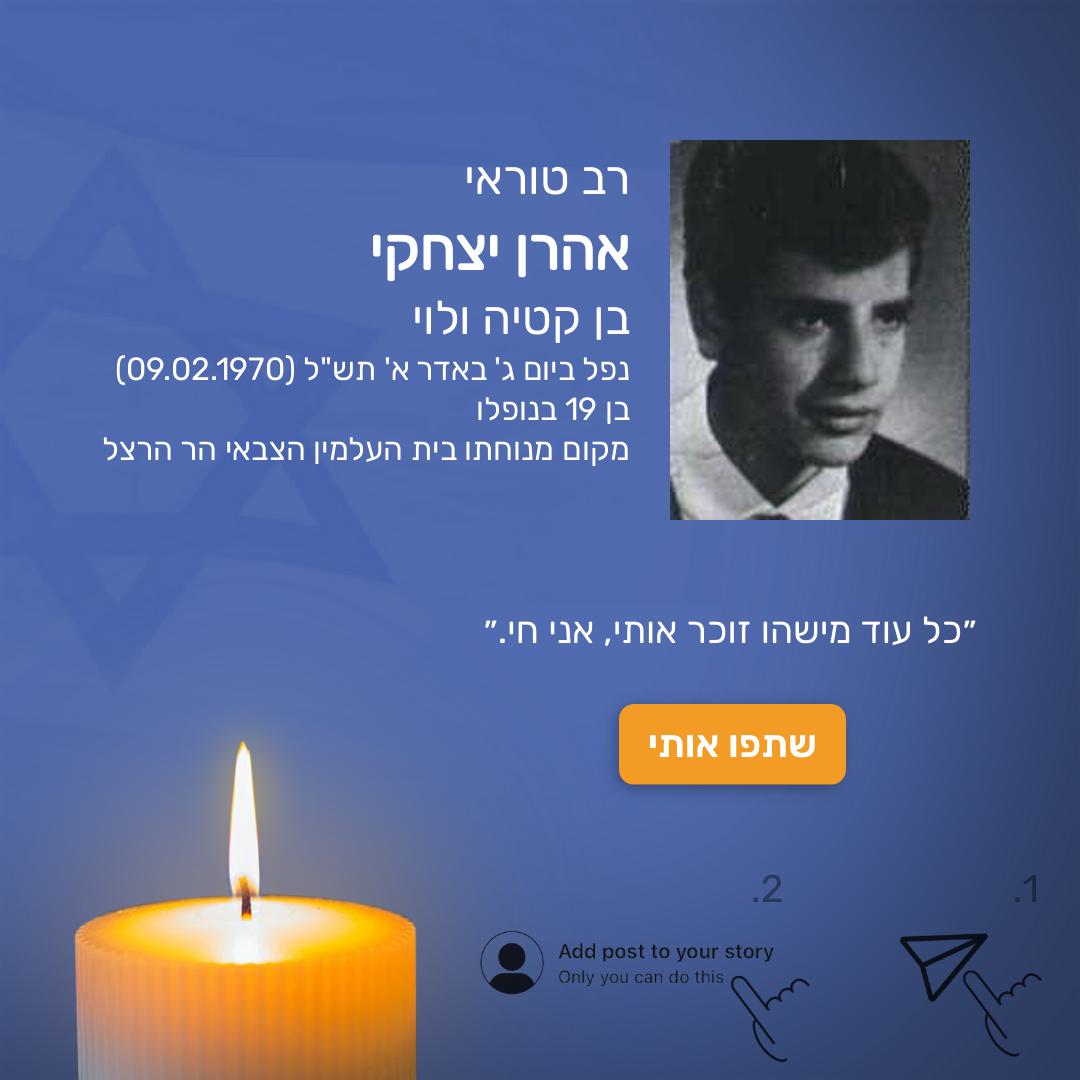 רב טוראי
אהרן יצחקי
בן קטיה ולוי
נפל ביום ג' באדר א' תש"ל (09.02.1970)
בן 19 בנופלו
מקום מנוחתו בית העלמין הצבאי הר הרצל
״כל עוד מישהו זוכר אותי, אני חי.״
שתפו אותי
1.
2.
Add post to your story
Only you can do this